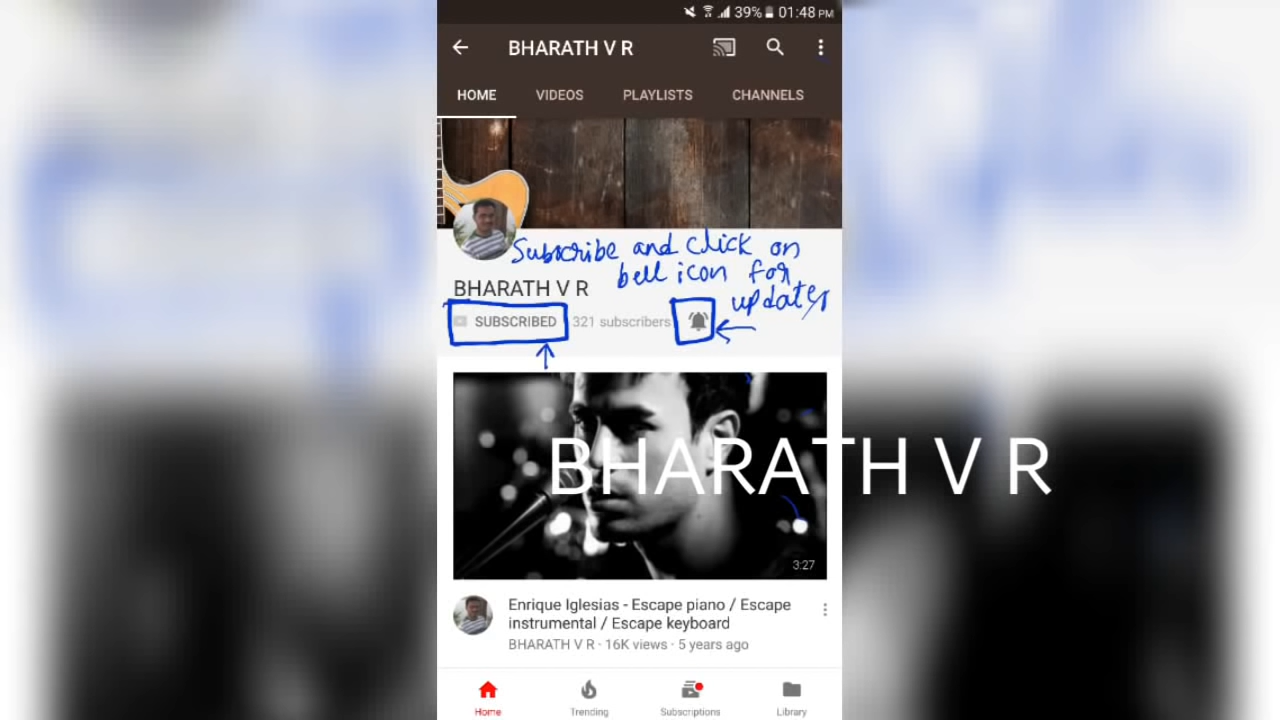 39% 01:48 PM
BHARATH V R
HOME VIDEOS PLAYLISTS CHANNELS
Subscribe and click on
bell icon for
updates
BHARATH V R
SUBSCRIBED 321 subscribers
BHARATH V R
3:27
Enrique Iglesias - Escape piano / Escape
instrumental / Escape keyboard
BHARATH V R · 16K views · 5 years ago
Home Trending Subscriptions Library